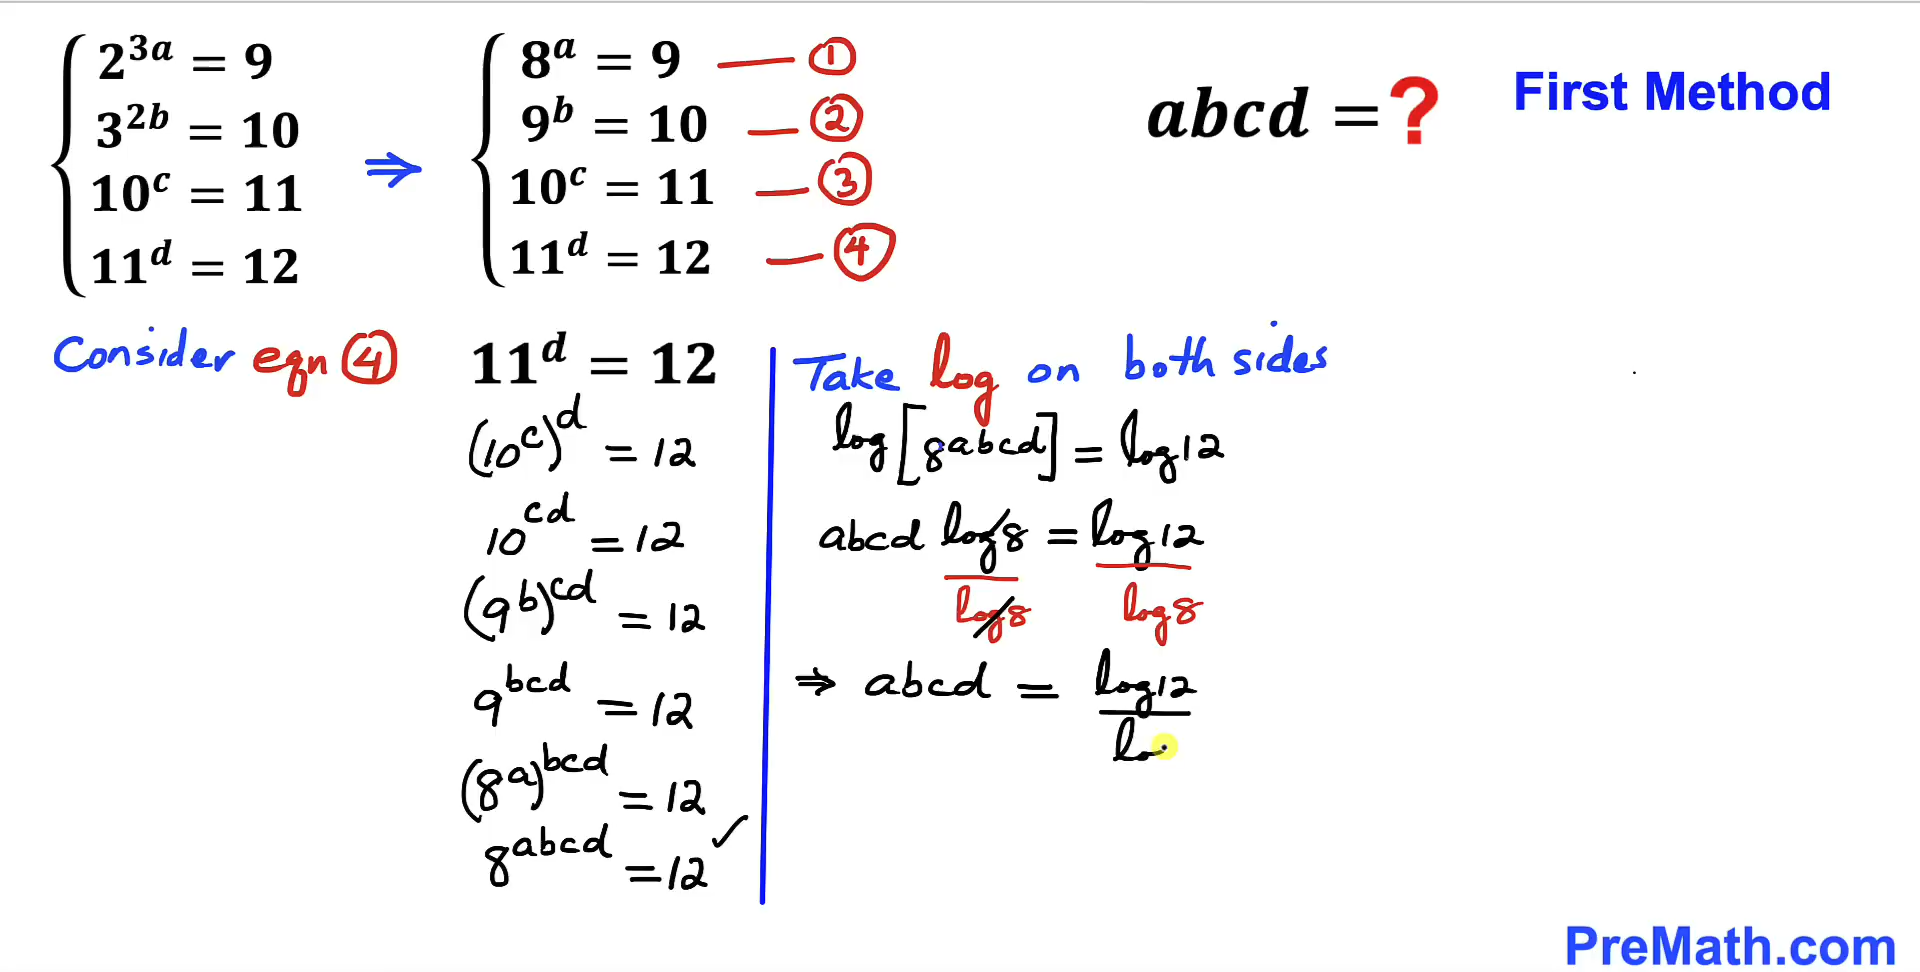 2^{3a} = 9
3^{2b} = 10
10^c = 11
11^d = 12
⇒
8^a = 9 — ①
9^b = 10 — ②
10^c = 11 — ③
11^d = 12 — ④
abcd = ?
First Method
Consider eqn ④
11^d = 12
(10^c)^d = 12
10^{cd} = 12
(9^b)^{cd} = 12
9^{bcd} = 12
(8^a)^{bcd} = 12
8^{abcd} = 12 ✓
Take log on both sides
log[8^{abcd}] = log12
abcd log8 = log12
log8 log8
⇒ abcd = log12
lo
PreMath.com